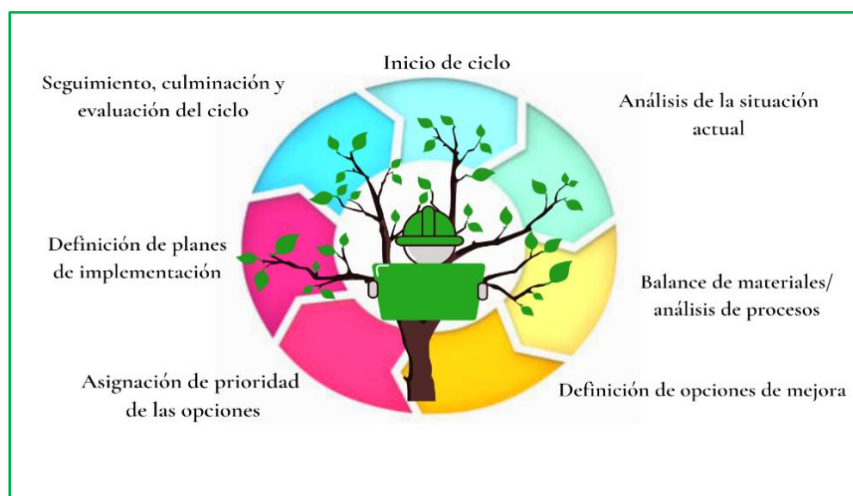 Inicio de ciclo
Análisis de la situación
actual
Balance de materiales/
análisis de procesos
Definición de opciones de mejora
Asignación de prioridad
de las opciones
Definición de planes
de implementación
Seguimiento, culminación y
evaluación del ciclo